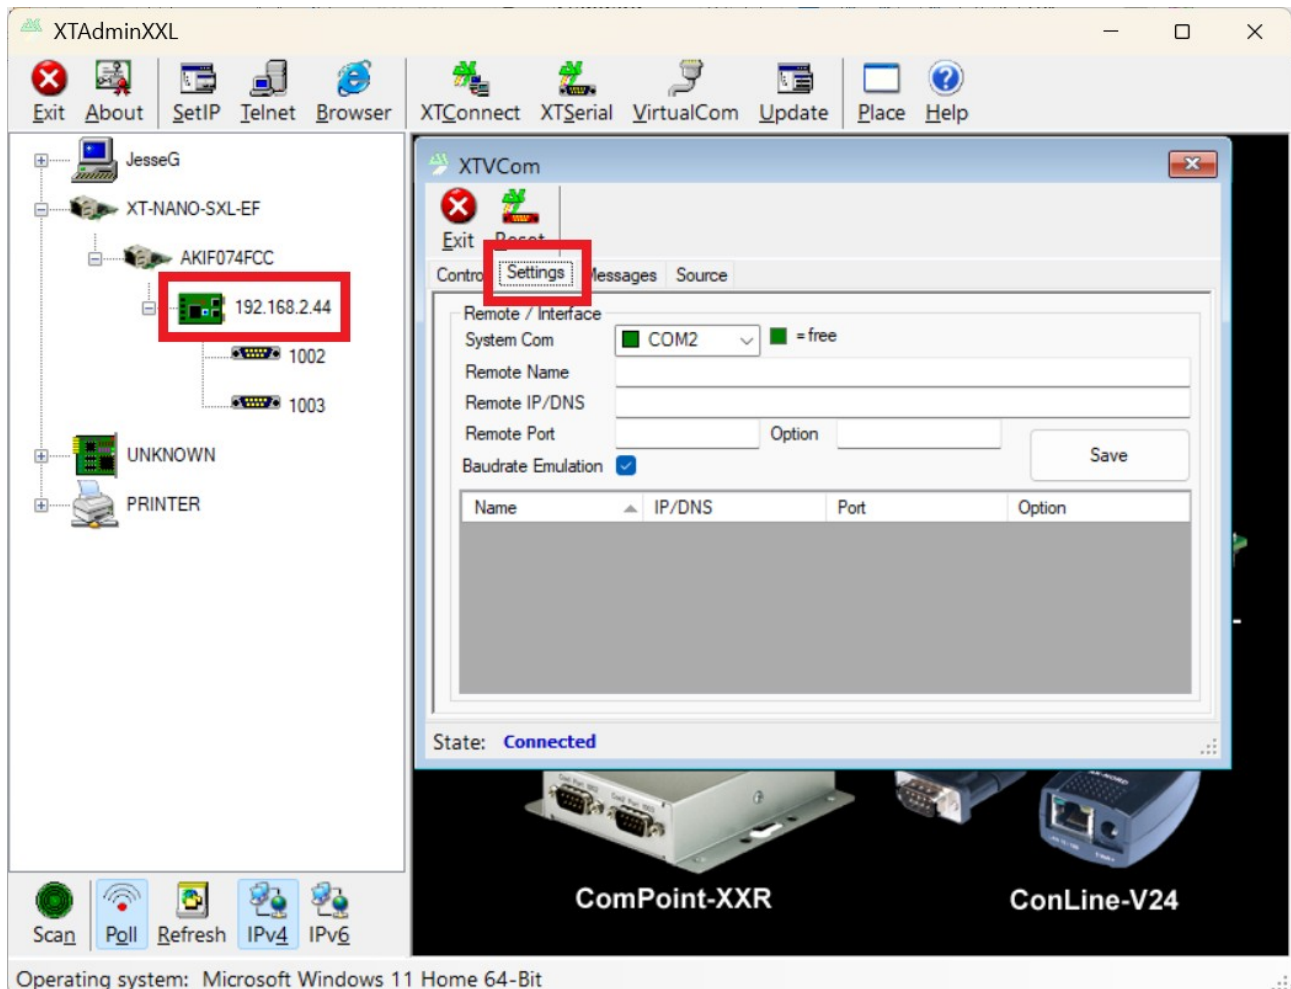 XTAdminXXL
Exit About SetIP Telnet Browser XTConnect XTSerial VirtualCom Update Place Help
JesseG
XT-NANO-SXL-EF
AKIF074FCC
192.168.2.44
1002
1003
UNKNOWN
PRINTER
XTVCom
Exit Reset
Contro Settings Messages Source
Remote / Interface
System Com COM2 = free
Remote Name
Remote IP/DNS
Remote Port Option
Baudrate Emulation
Save
Name IP/DNS Port Option
State: Connected
ComPoint-XXR ConLine-V24
Scan Poll Refresh IPv4 IPv6
Operating system: Microsoft Windows 11 Home 64-Bit